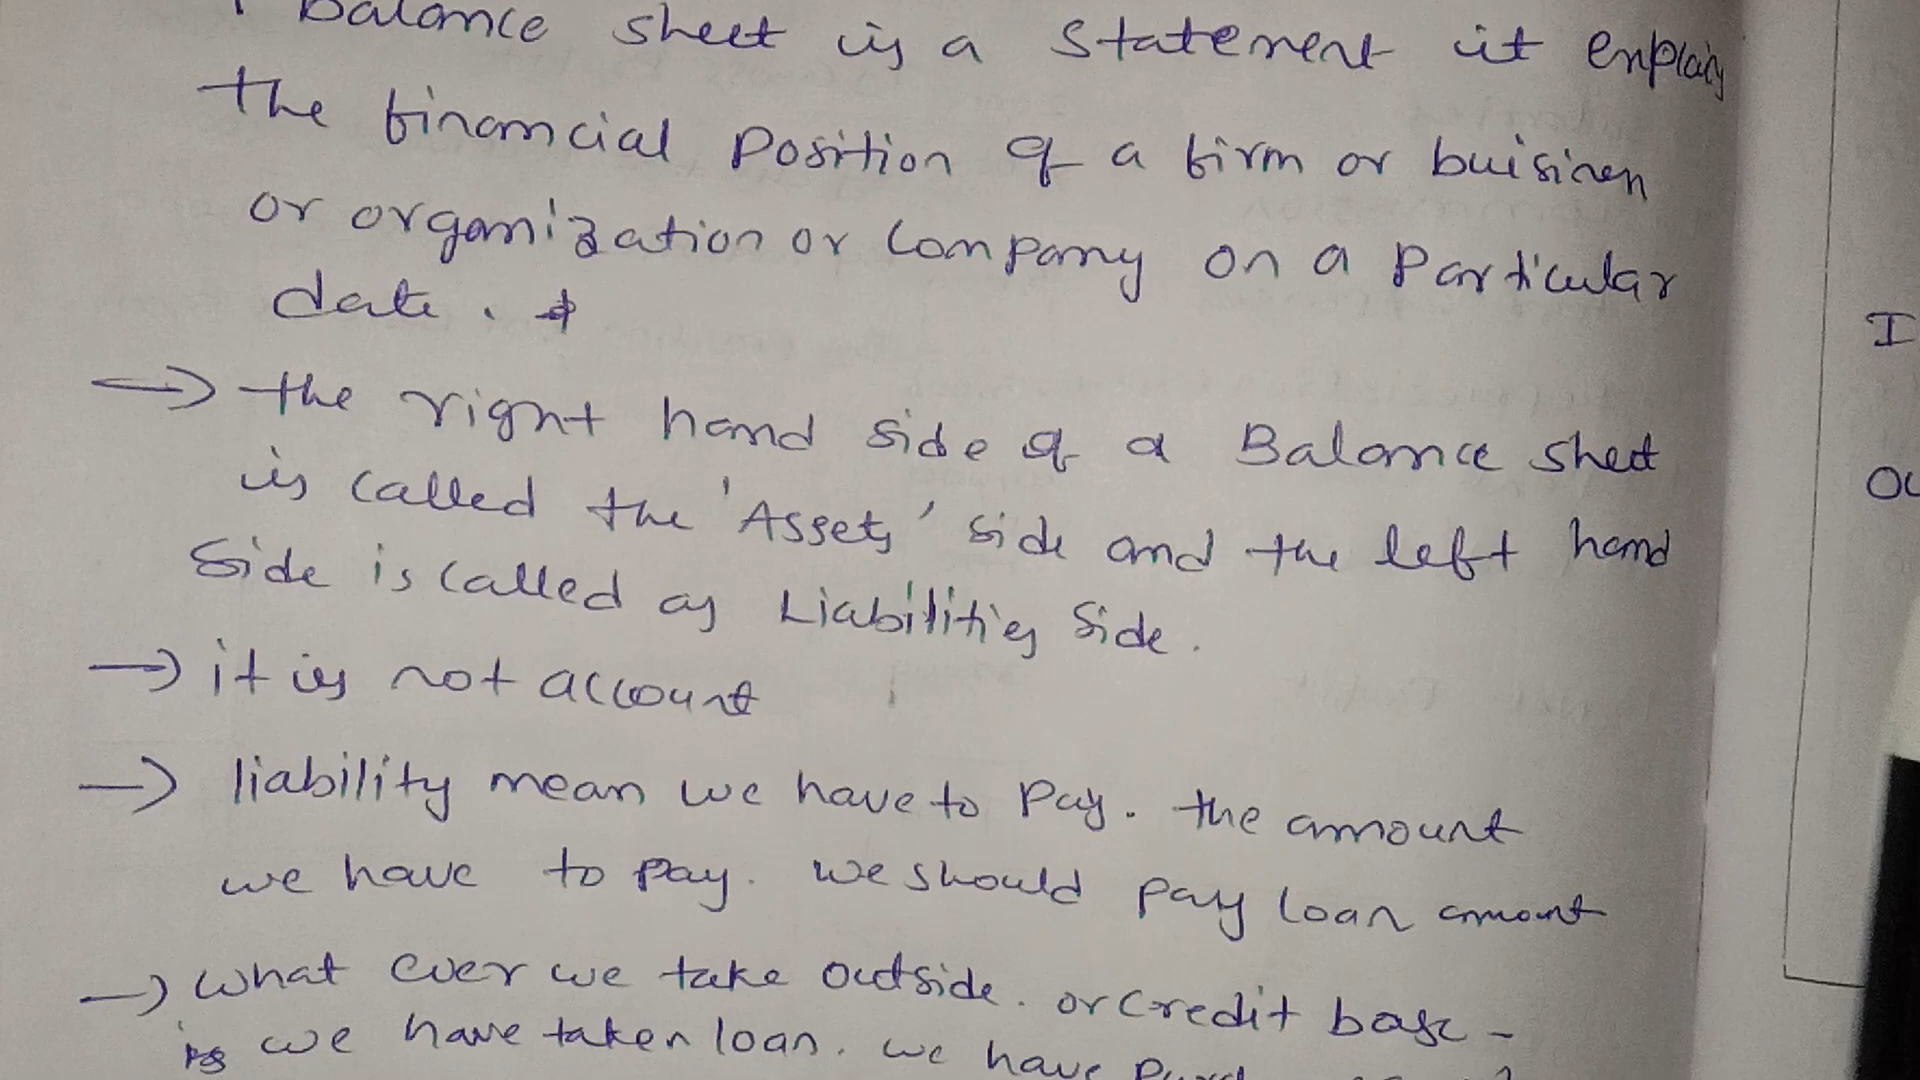 Balance sheet is a statement it explains
the financial Position of a firm or buisiness
or organization or Company on a Particular
date.
→ the right hand side of a Balance sheet
is called the 'Assets' side and the left hand
Side is called as Liabilities Side.
→ it is not account
→ liability mean we have to Pay. the amount
we have to pay. we should pay loan amount
→ what ever we take outside. or credit base -
is we have taken loan. we have
I